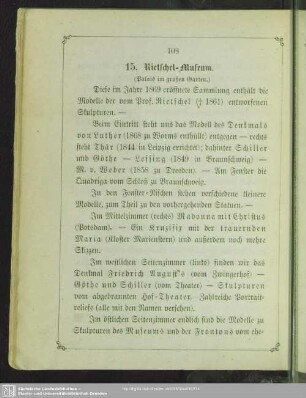 108
15. Rietschel-Museum.
(Palais im großen Garten.)
Diese im Jahre 1869 eröffnete Sammlung enthält die
Modelle der vom Prof. Rietschel († 1861) entworfenen
Skulpturen. —
Beim Eintritt steht uns das Modell des Denkmals
von Luther (1868 zu Worms enthüllt) entgegen — rechts
steht Thär (1844 in Leipzig errichtet); dahinter Schiller
und Göthe — Lessing (1849 in Braunschweig) —
M. v. Weber (1858 zu Dresden) — Am Fenster die
Quadriga vom Schloß zu Braunschweig.
In den Fenster-Nischen stehen verschiedene kleinere
Modelle, zum Theil zu den vorhergehenden Statuen. —
Im Mittelzimmer (rechts) Madonna mit Christus
(Potsdam). — Ein Kruzifix mit der trauernden
Maria (Kloster Marienstern) und außerdem noch mehre
Skizzen.
Im westlichen Seitenzimmer (links) finden wir das
Denkmal Friedrich August's (vom Zwingerhof) —
Göthe und Schiller (vom Theater) — Skulpturen
vom abgebrannten Hof-Theater. Zahlreiche Portrait-
reliefs (alle mit den Namen versehen).
Im östlichen Seitenzimmer endlich sind die Modelle zu
Skulpturen des Museums und der Frontons vom ehe-